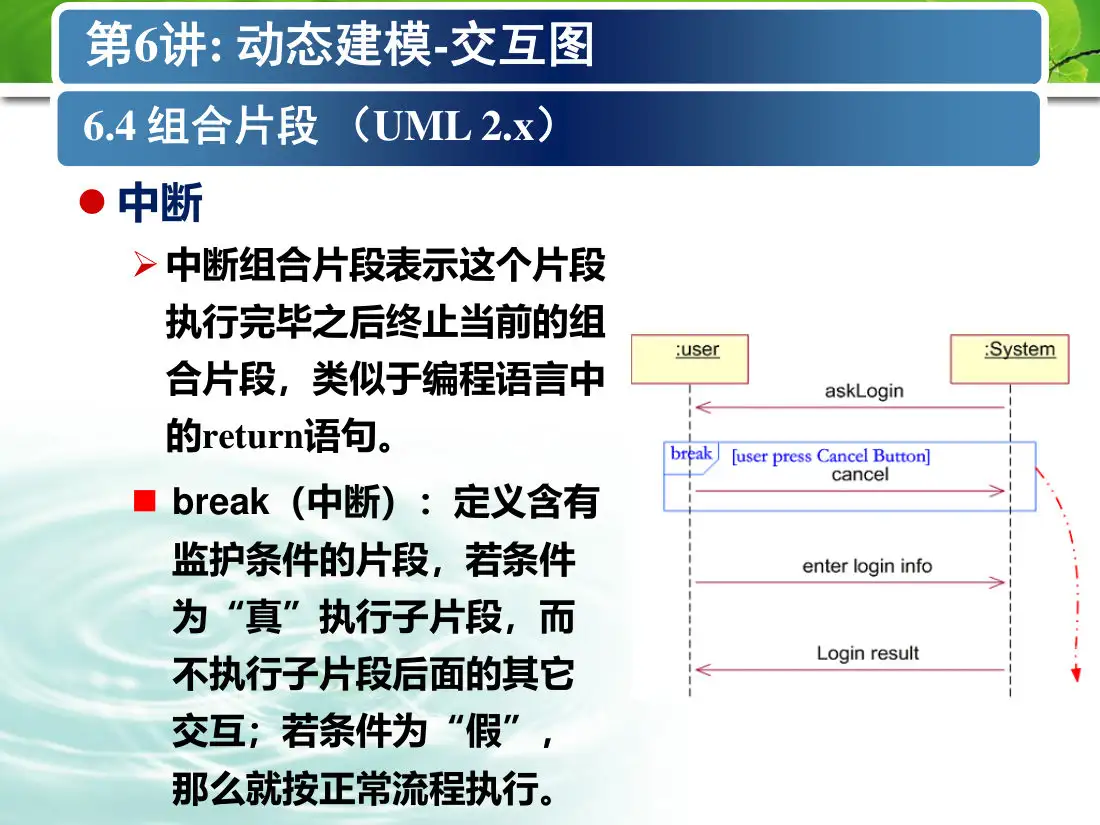 第6讲: 动态建模-交互图
6.4 组合片段 （UML 2.x）
中断
中断组合片段表示这个片段
执行完毕之后终止当前的组
合片段，类似于编程语言中
的return语句。
break（中断）：定义含有
监护条件的片段，若条件
为“真”执行子片段，而
不执行子片段后面的其它
交互；若条件为“假”，
那么就按正常流程执行。
:user
:System
askLogin
break
[user press Cancel Button]
cancel
enter login info
Login result